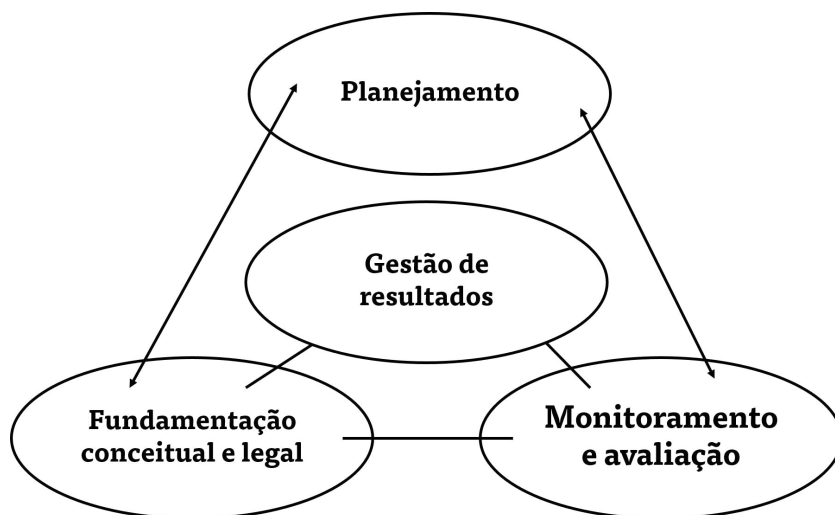 Planejamento
Gestão de
resultados
Fundamentação
conceitual e legal
Monitoramento
e avaliação